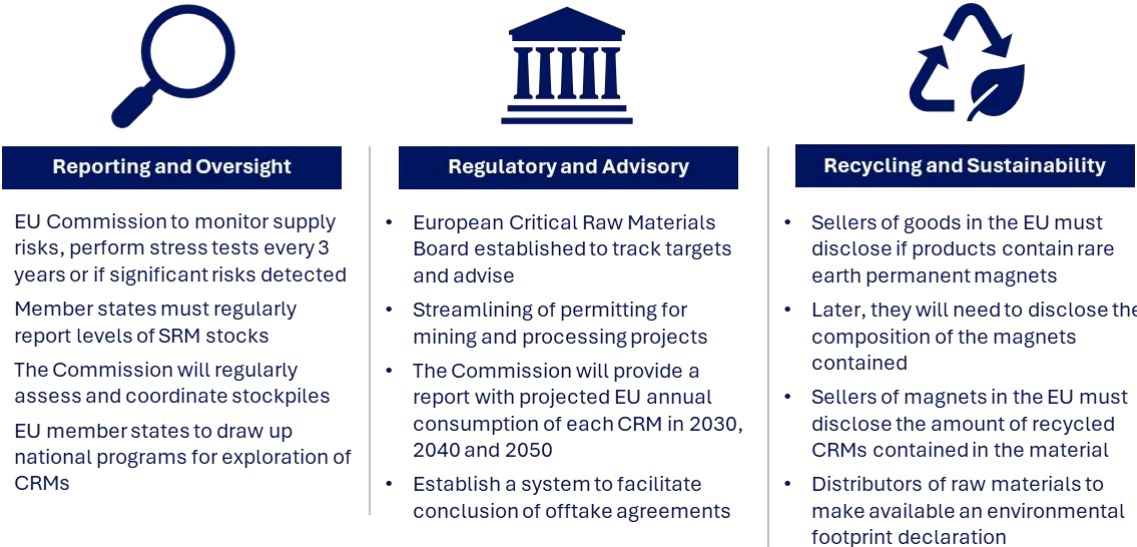 Reporting and Oversight
EU Commission to monitor supply
risks, perform stress tests every 3
years or if significant risks detected
Member states must regularly
report levels of SRM stocks
The Commission will regularly
assess and coordinate stockpiles
EU member states to draw up
national programs for exploration of
CRMs
Regulatory and Advisory
• European Critical Raw Materials
Board established to track targets
and advise
• Streamlining of permitting for
mining and processing projects
• The Commission will provide a
report with projected EU annual
consumption of each CRM in 2030,
2040 and 2050
• Establish a system to facilitate
conclusion of offtake agreements
Recycling and Sustainability
• Sellers of goods in the EU must
disclose if products contain rare
earth permanent magnets
• Later, they will need to disclose the
composition of the magnets
contained
• Sellers of magnets in the EU must
disclose the amount of recycled
CRMs contained in the material
• Distributors of raw materials to
make available an environmental
footprint declaration